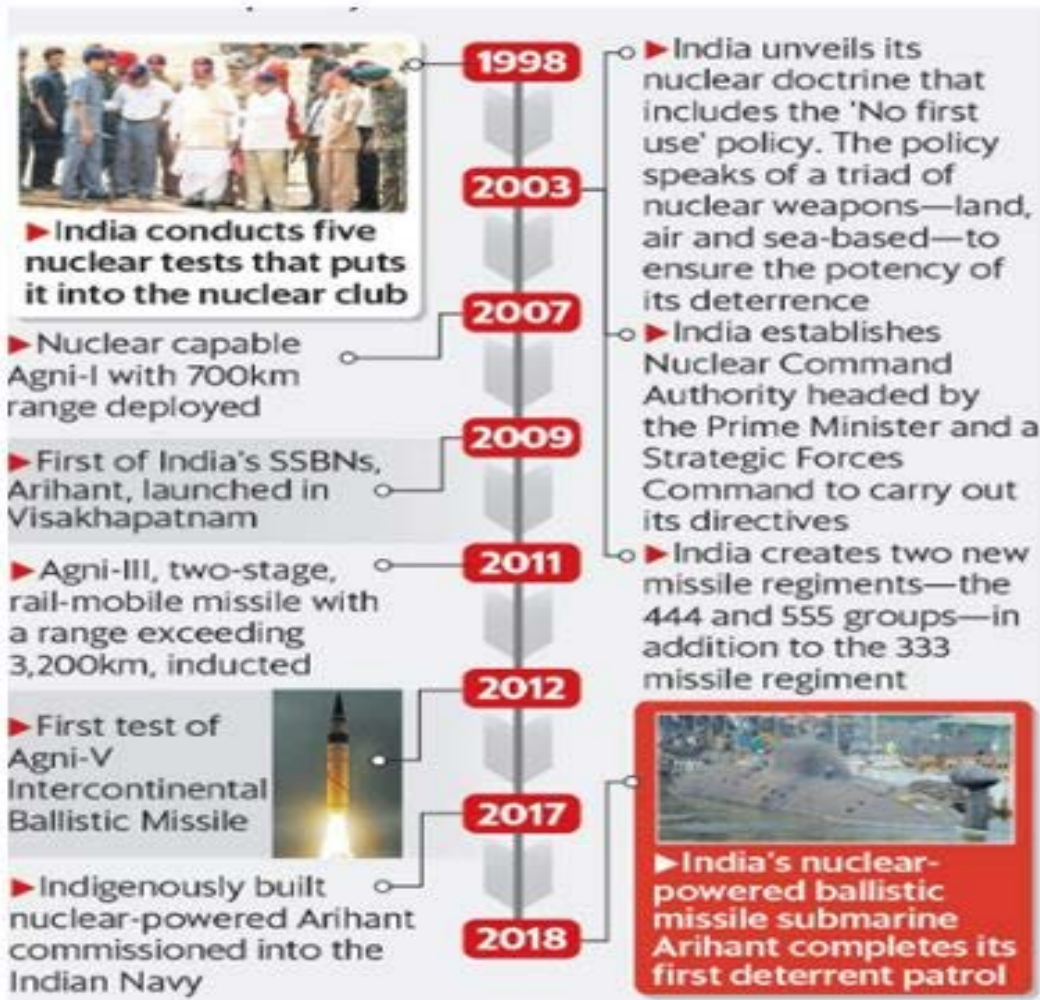 1998
▶India conducts five
nuclear tests that puts
it into the nuclear club
2003
▶India unveils its
nuclear doctrine that
includes the 'No first
use' policy. The policy
speaks of a triad of
nuclear weapons—land,
air and sea-based—to
ensure the potency of
its deterrence
▶India establishes
Nuclear Command
Authority headed by
the Prime Minister and a
Strategic Forces
Command to carry out
its directives
▶India creates two new
missile regiments—the
444 and 555 groups—in
addition to the 333
missile regiment
2007
▶Nuclear capable
Agni-I with 700km
range deployed
2009
▶First of India's SSBNs,
Arihant, launched in
Visakhapatnam
2011
▶Agni-III, two-stage,
rail-mobile missile with
a range exceeding
3,200km, inducted
2012
▶First test of
Agni-V
Intercontinental
Ballistic Missile
2017
▶Indigenously built
nuclear-powered Arihant
commissioned into the
Indian Navy
2018
▶India's nuclear-
powered ballistic
missile submarine
Arihant completes its
first deterrent patrol